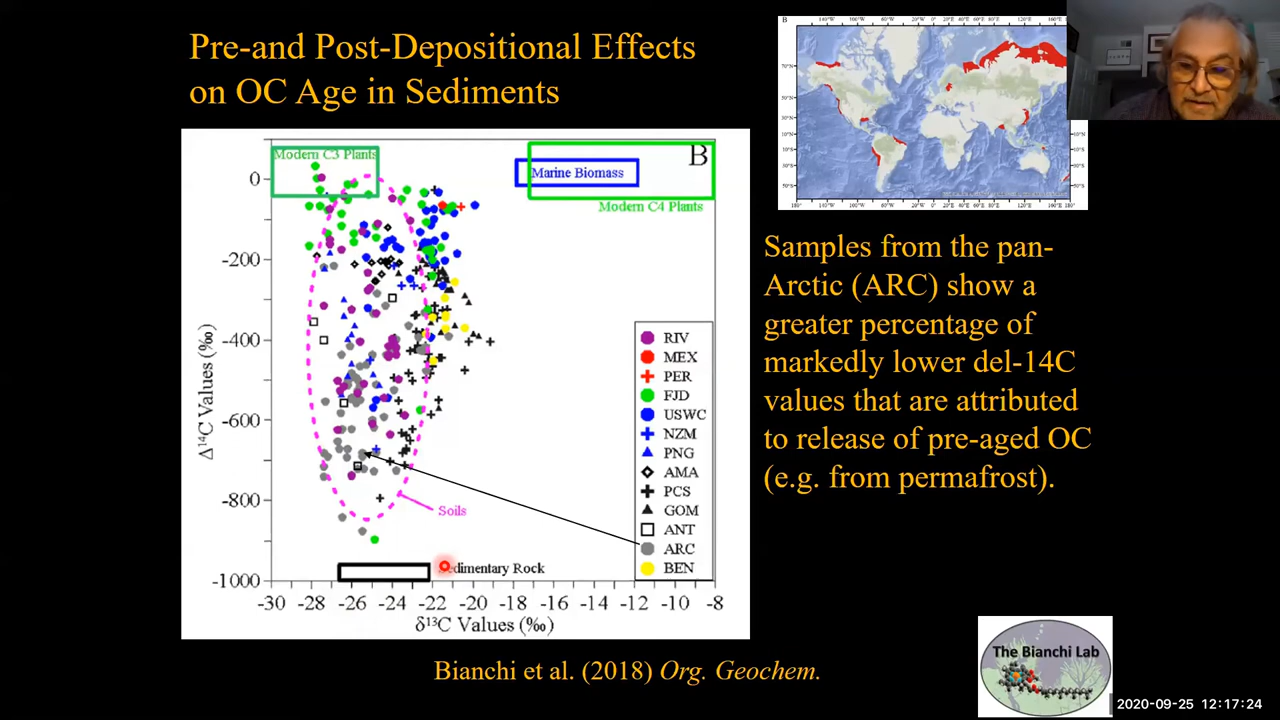 Pre-and Post-Depositional Effects
on OC Age in Sediments
B
Modern C3 Plants
B
Marine Biomass
Modern C4 Plants
0
-200
-400
-600
-800
-1000
Δ¹⁴C Values (‰)
RIV
MEX
PER
FJD
USWC
NZM
PNG
AMA
PCS
GOM
ANT
ARC
BEN
Soils
Sedimentary Rock
-30 -28 -26 -24 -22 -20 -18 -16 -14 -12 -10 -8
δ¹³C Values (‰)
Samples from the pan-
Arctic (ARC) show a
greater percentage of
markedly lower del-14C
values that are attributed
to release of pre-aged OC
(e.g. from permafrost).
Bianchi et al. (2018) Org. Geochem.
The Bianchi Lab
2020-09-25 12:17:24